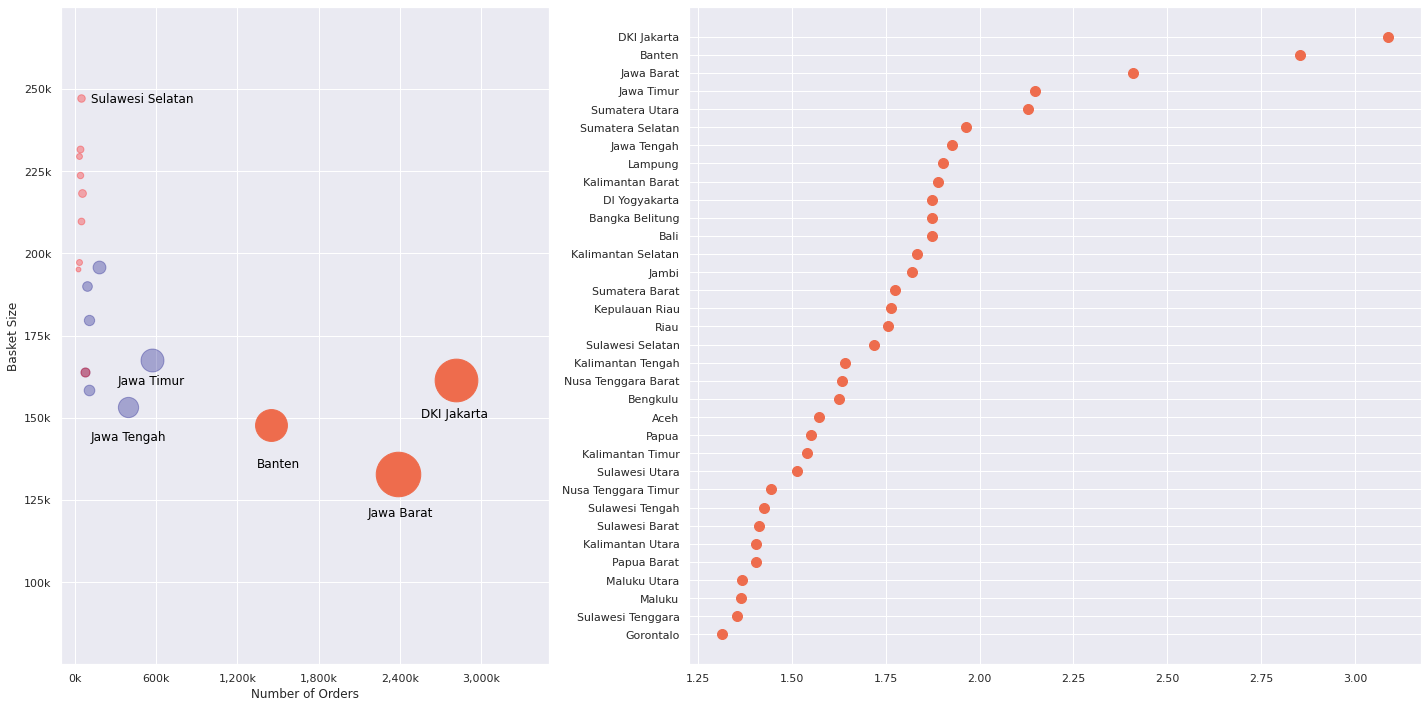 Basket Size
250k
225k
200k
175k
150k
125k
100k
Sulawesi Selatan
Jawa Timur
Jawa Tengah
DKI Jakarta
Banten
Jawa Barat
0k 600k 1,200k 1,800k 2,400k 3,000k
Number of Orders
DKI Jakarta
Banten
Jawa Barat
Jawa Timur
Sumatera Utara
Sumatera Selatan
Jawa Tengah
Lampung
Kalimantan Barat
DI Yogyakarta
Bangka Belitung
Bali
Kalimantan Selatan
Jambi
Sumatera Barat
Kepulauan Riau
Riau
Sulawesi Selatan
Kalimantan Tengah
Nusa Tenggara Barat
Bengkulu
Aceh
Papua
Kalimantan Timur
Sulawesi Utara
Nusa Tenggara Timur
Sulawesi Tengah
Sulawesi Barat
Kalimantan Utara
Papua Barat
Maluku Utara
Maluku
Sulawesi Tenggara
Gorontalo
1.25 1.50 1.75 2.00 2.25 2.50 2.75 3.00